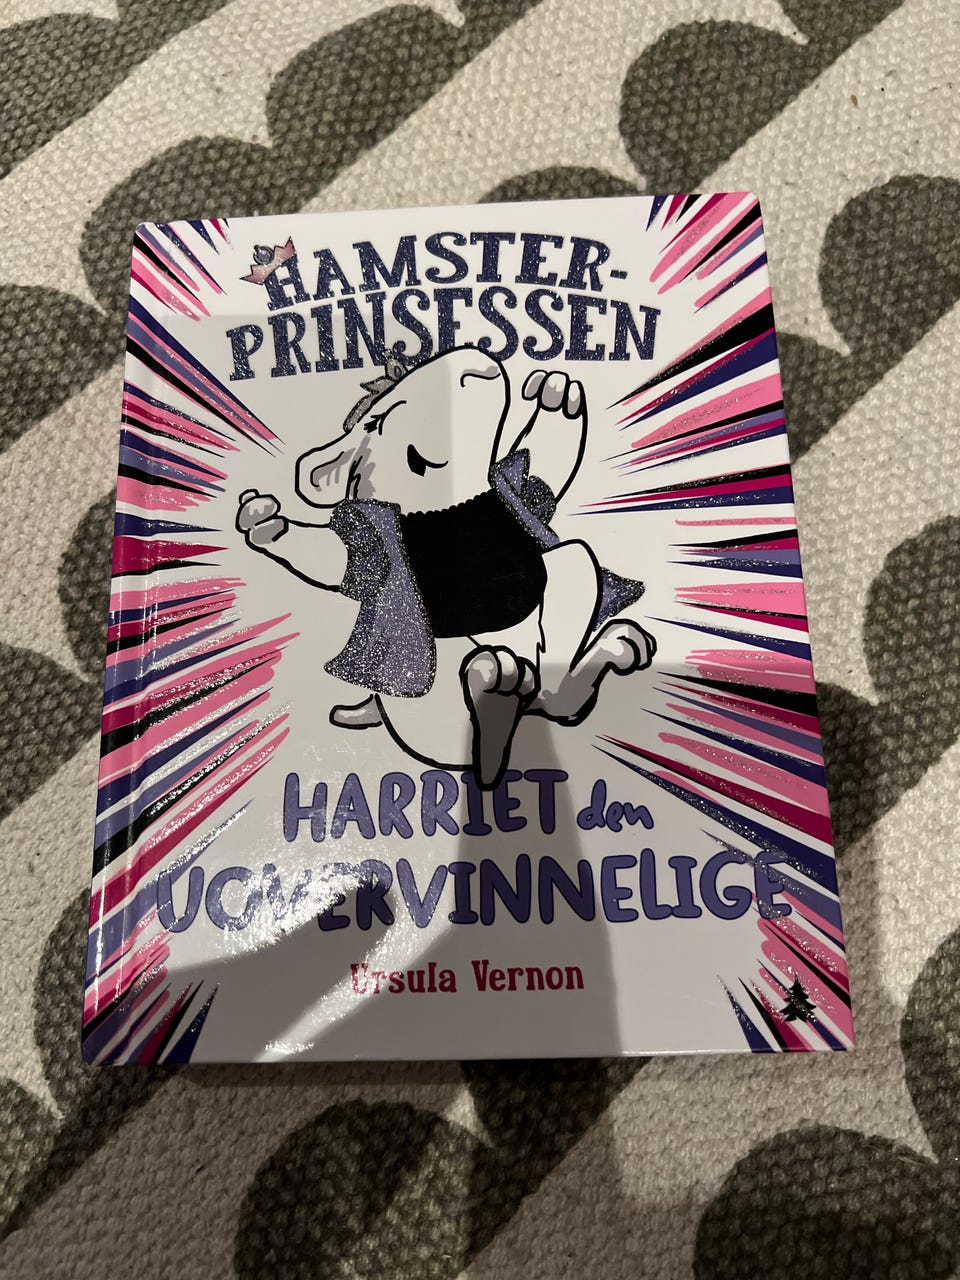 HAMSTER-
PRINSESSEN
HARRIET den
UOVERVINNELIGE
Ursula Vernon